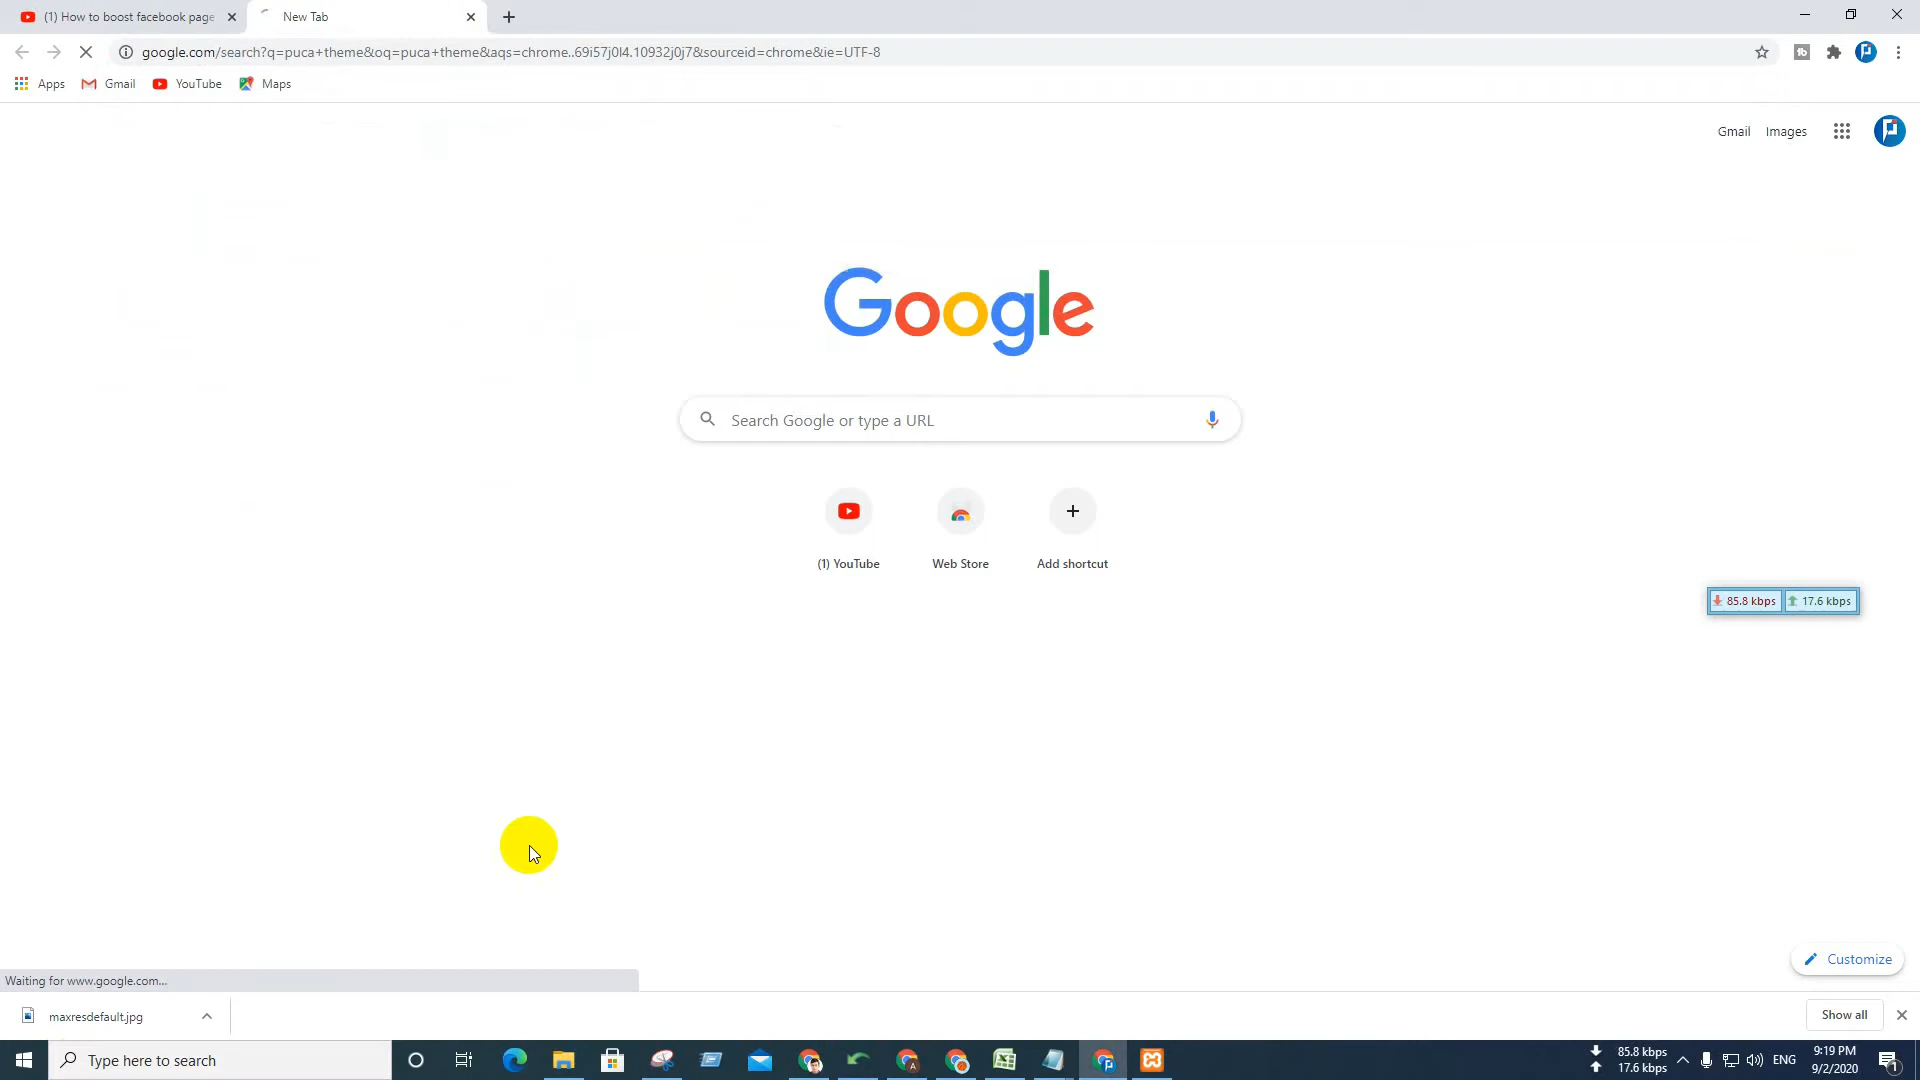 (1) How to boost facebook page
New Tab
google.com/search?q=puca+theme&oq=puca+theme&aqs=chrome..69i57j0l4.10932j0j7&sourceid=chrome&ie=UTF-8
Apps
Gmail
YouTube
Maps
Gmail
Images
Google
Search Google or type a URL
(1) YouTube
Web Store
Add shortcut
85.8 kbps
17.6 kbps
Customize
Waiting for www.google.com...
maxresdefault.jpg
Show all
Type here to search
85.8 kbps
17.6 kbps
ENG
9:19 PM
9/2/2020
1